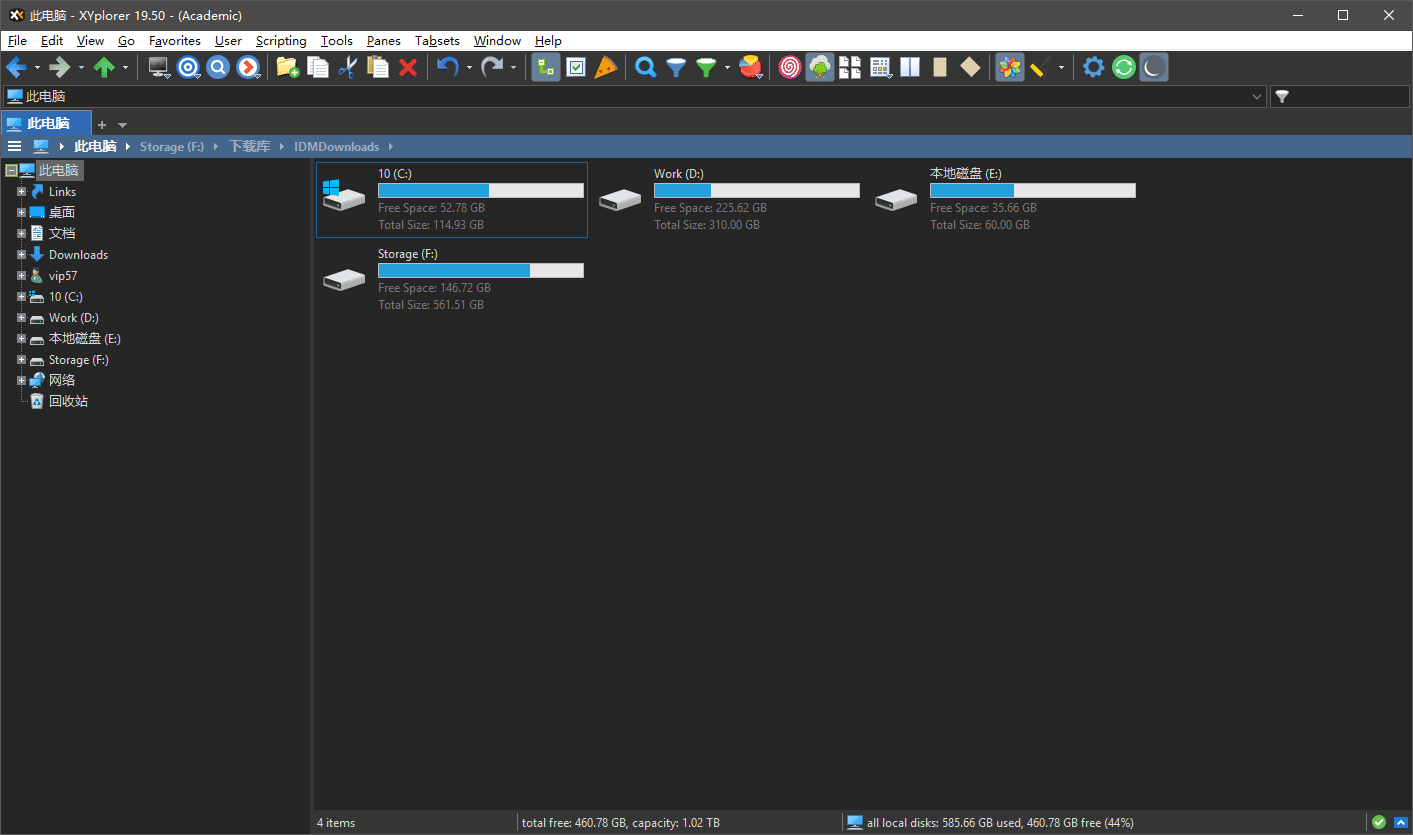 此电脑 - XYplorer 19.50 - (Academic)
File Edit View Go Favorites User Scripting Tools Panes Tabsets Window Help
此电脑
此电脑
此电脑 Storage (F:) 下载库 IDMDownloads
此电脑
Links
桌面
文档
Downloads
vip57
10 (C:)
Work (D:)
本地磁盘 (E:)
Storage (F:)
网络
回收站
10 (C:)
Free Space: 52.78 GB
Total Size: 114.93 GB
Work (D:)
Free Space: 225.62 GB
Total Size: 310.00 GB
本地磁盘 (E:)
Free Space: 35.66 GB
Total Size: 60.00 GB
Storage (F:)
Free Space: 146.72 GB
Total Size: 561.51 GB
4 items
total free: 460.78 GB, capacity: 1.02 TB
all local disks: 585.66 GB used, 460.78 GB free (44%)